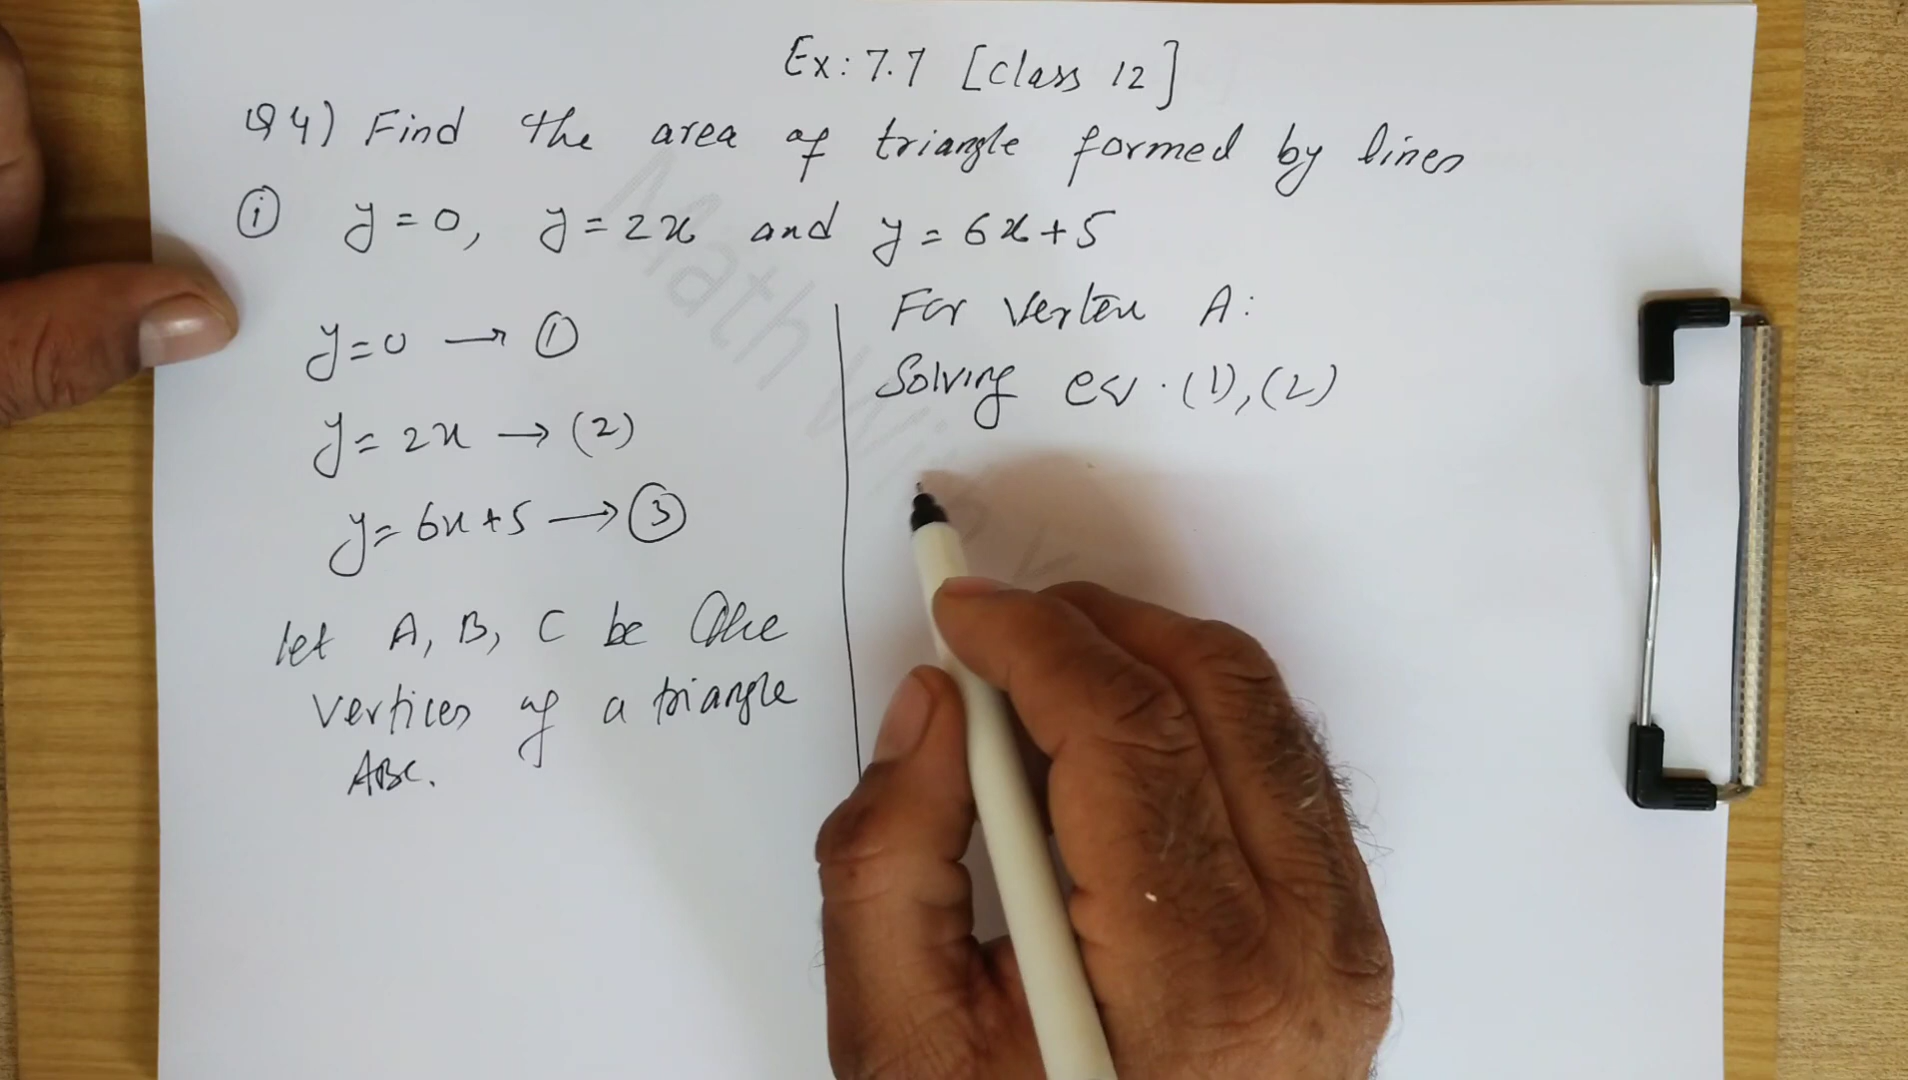 Ex: 7.7 [Class 12]
Q4) Find the area of triangle formed by lines
(i) y=0, y=2x and y=6x+5
y=0 → (1)
y=2x → (2)
y=6x+5 → (3)
let A, B, C be the
vertices of a triangle
ABC.
For vertex A:
Solving eq.(1),(2)